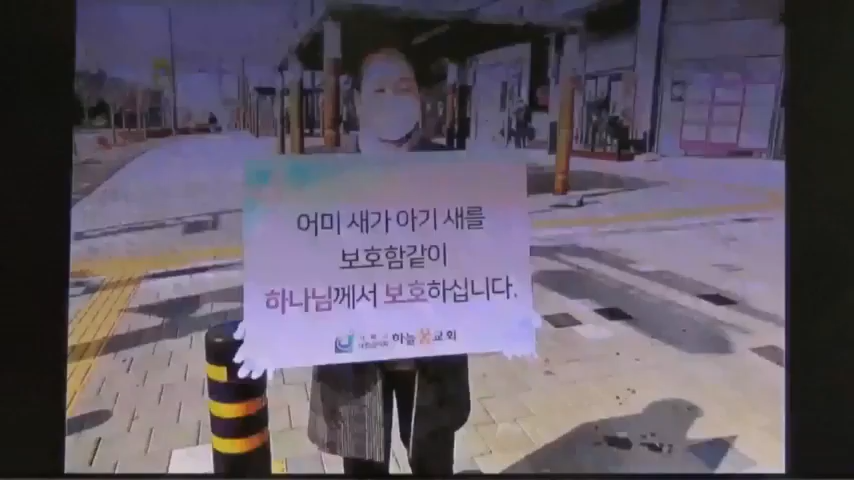 어미 새가 아기 새를
보호함같이
하나님께서 보호하십니다.
하늘꿈교회